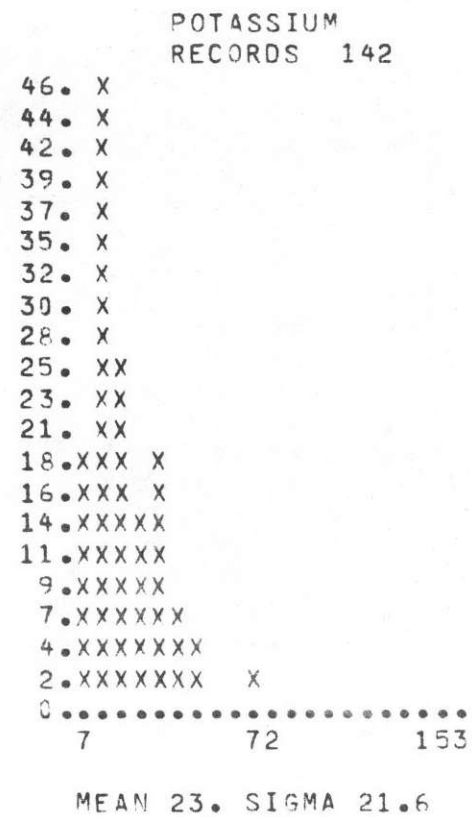 POTASSIUM
RECORDS 142
46. X
44. X
42. X
39. X
37. X
35. X
32. X
30. X
28. X
25. XX
23. XX
21. XX
18.XXX X
16.XXX X
14.XXXXX
11.XXXXX
9.XXXXX
7.XXXXXX
4.XXXXXXX
2.XXXXXXX X
0......................
7 72 153
MEAN 23. SIGMA 21.6